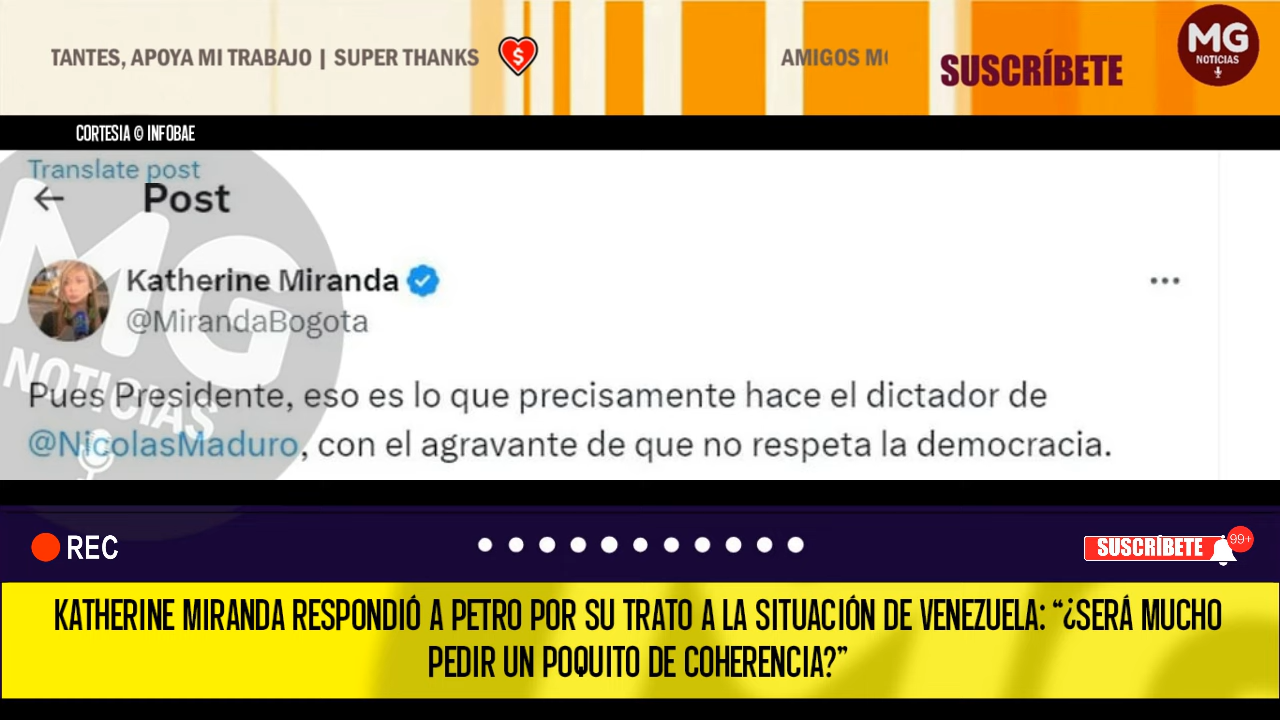 TANTES, APOYA MI TRABAJO | SUPER THANKS
AMIGOS M
SUSCRÍBETE
MG
NOTICIAS
CORTESIA © INFOBAE
Translate post
Post
Katherine Miranda
@MirandaBogota
Pues Presidente, eso es lo que precisamente hace el dictador de
@NicolasMaduro, con el agravante de que no respeta la democracia.
MG
NOTICIAS
REC
SUSCRÍBETE
99+
KATHERINE MIRANDA RESPONDIÓ A PETRO POR SU TRATO A LA SITUACIÓN DE VENEZUELA: “¿SERÁ MUCHO
PEDIR UN POQUITO DE COHERENCIA?”